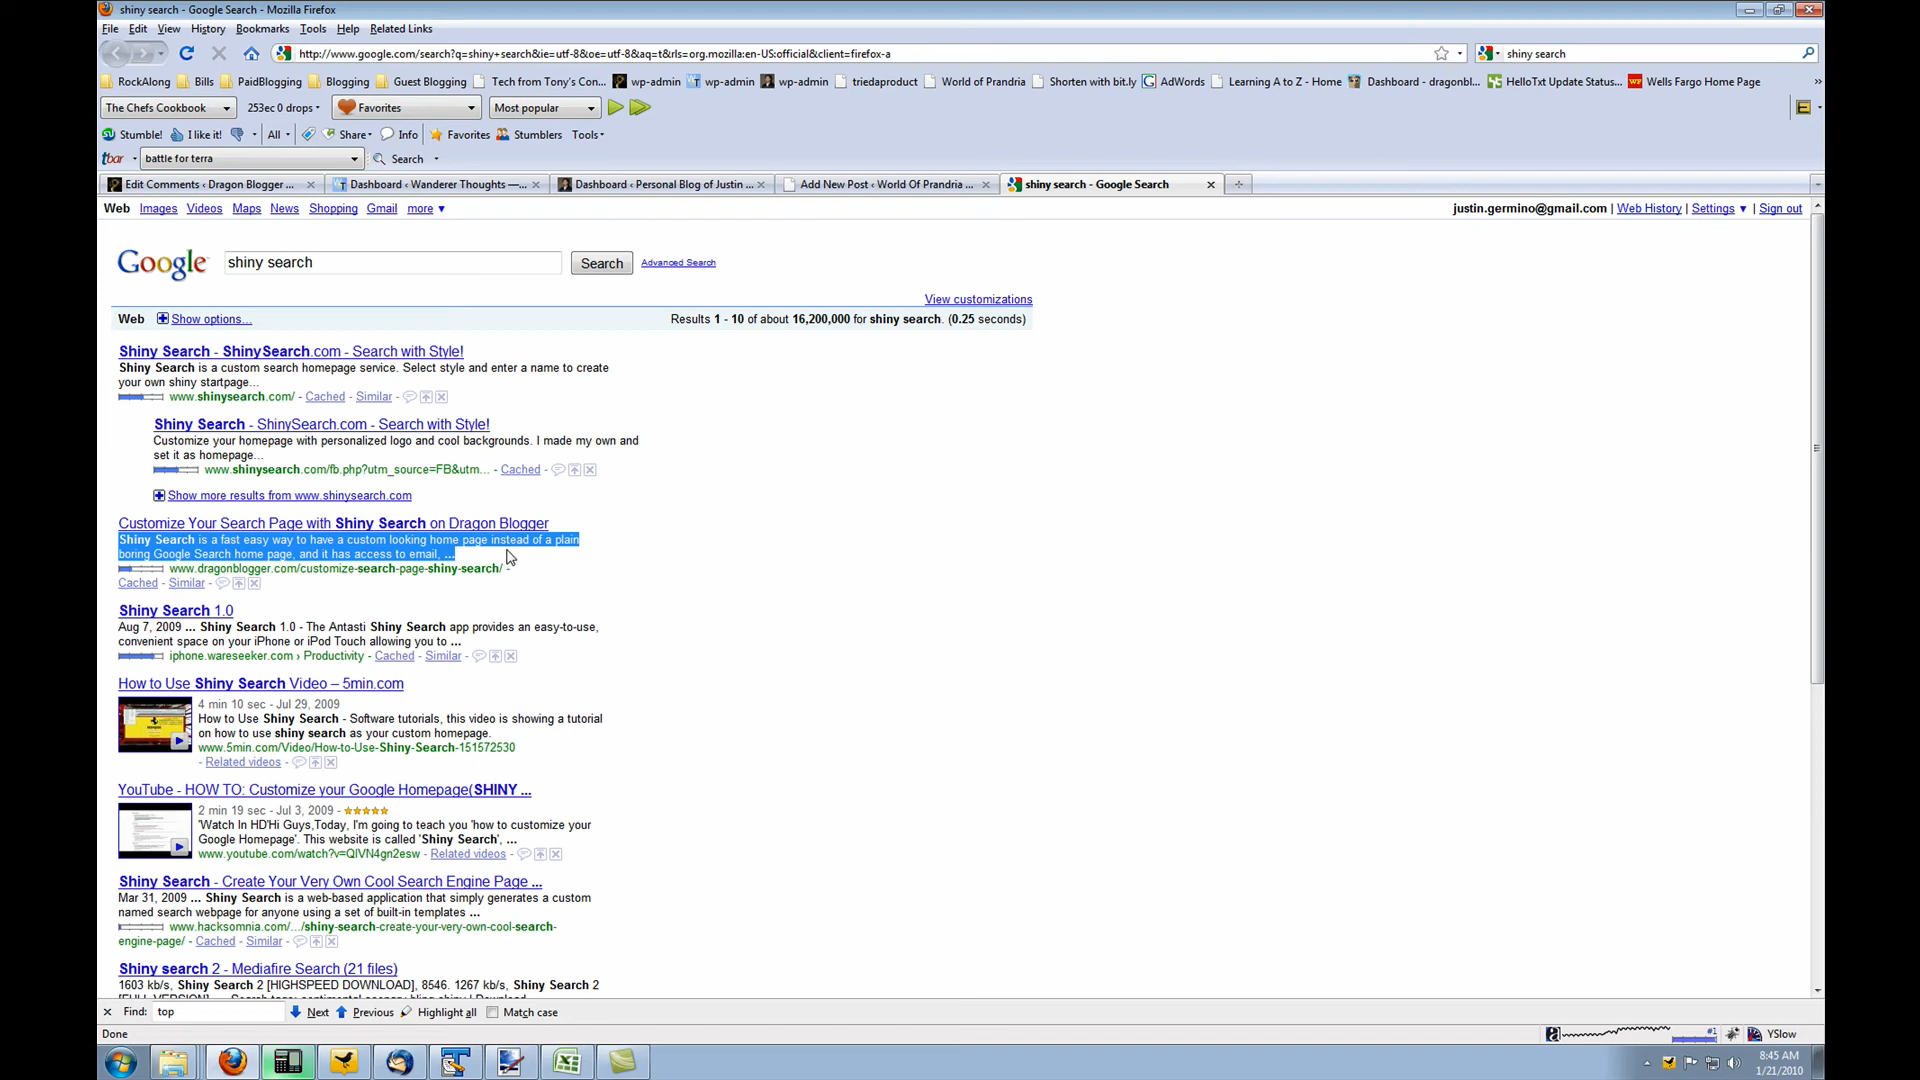 shiny search - Google Search - Mozilla Firefox
File Edit View History Bookmarks Tools Help Related Links
http://www.google.com/search?q=shiny+search&ie=utf-8&oe=utf-8&aq=t&rls=org.mozilla:en-US:official&client=firefox-a
shiny search
RockAlong Bills PaidBlogging Blogging Guest Blogging Tech from Tony's Con... wp-admin wp-admin wp-admin triedaproduct World of Prandria Shorten with bit.ly AdWords Learning A to Z - Home Dashboard - dragonbl... HelloTxt Update Status... Wells Fargo Home Page
The Chefs Cookbook 253ec 0 drops Favorites Most popular
Stumble! I like it! All Share Info Favorites Stumblers Tools
tbar battle for terra Search
Edit Comments ‹ Dragon Blogger ... Dashboard ‹ Wanderer Thoughts —... Dashboard ‹ Personal Blog of Justin ... Add New Post ‹ World Of Prandria ... shiny search - Google Search
Web Images Videos Maps News Shopping Gmail more ▼
justin.germino@gmail.com | Web History | Settings ▼ | Sign out
Google shiny search Search Advanced Search
View customizations
Web Show options...
Results 1 - 10 of about 16,200,000 for shiny search. (0.25 seconds)
Shiny Search - ShinySearch.com - Search with Style!
Shiny Search is a custom search homepage service. Select style and enter a name to create
your own shiny startpage...
www.shinysearch.com/ - Cached - Similar
Shiny Search - ShinySearch.com - Search with Style!
Customize your homepage with personalized logo and cool backgrounds. I made my own and
set it as homepage...
www.shinysearch.com/fb.php?utm_source=FB&utm... - Cached
Show more results from www.shinysearch.com
Customize Your Search Page with Shiny Search on Dragon Blogger
Shiny Search is a fast easy way to have a custom looking home page instead of a plain
boring Google Search home page, and it has access to email, ...
www.dragonblogger.com/customize-search-page-shiny-search/ -
Cached - Similar
Shiny Search 1.0
Aug 7, 2009 ... Shiny Search 1.0 - The Antasti Shiny Search app provides an easy-to-use,
convenient space on your iPhone or iPod Touch allowing you to ...
iphone.wareseeker.com › Productivity - Cached - Similar
How to Use Shiny Search Video – 5min.com
4 min 10 sec - Jul 29, 2009
How to Use Shiny Search - Software tutorials, this video is showing a tutorial
on how to use shiny search as your custom homepage.
www.5min.com/Video/How-to-Use-Shiny-Search-151572530
- Related videos -
YouTube - HOW TO: Customize your Google Homepage(SHINY ...
2 min 19 sec - Jul 3, 2009 -
'Watch In HD'Hi Guys,Today, I'm going to teach you 'how to customize your
Google Homepage'. This website is called 'Shiny Search', ...
www.youtube.com/watch?v=QIVN4gn2esw - Related videos -
Shiny Search - Create Your Very Own Cool Search Engine Page ...
Mar 31, 2009 ... Shiny Search is a web-based application that simply generates a custom
named search webpage for anyone using a set of built-in templates ...
www.hacksomnia.com/.../shiny-search-create-your-very-own-cool-search-
engine-page/ - Cached - Similar
Shiny search 2 - Mediafire Search (21 files)
1603 kb/s, Shiny Search 2 [HIGHSPEED DOWNLOAD], 8546. 1267 kb/s, Shiny Search 2
Find: top Next Previous Highlight all Match case
Done
#1 YSlow
8:45 AM
1/21/2010